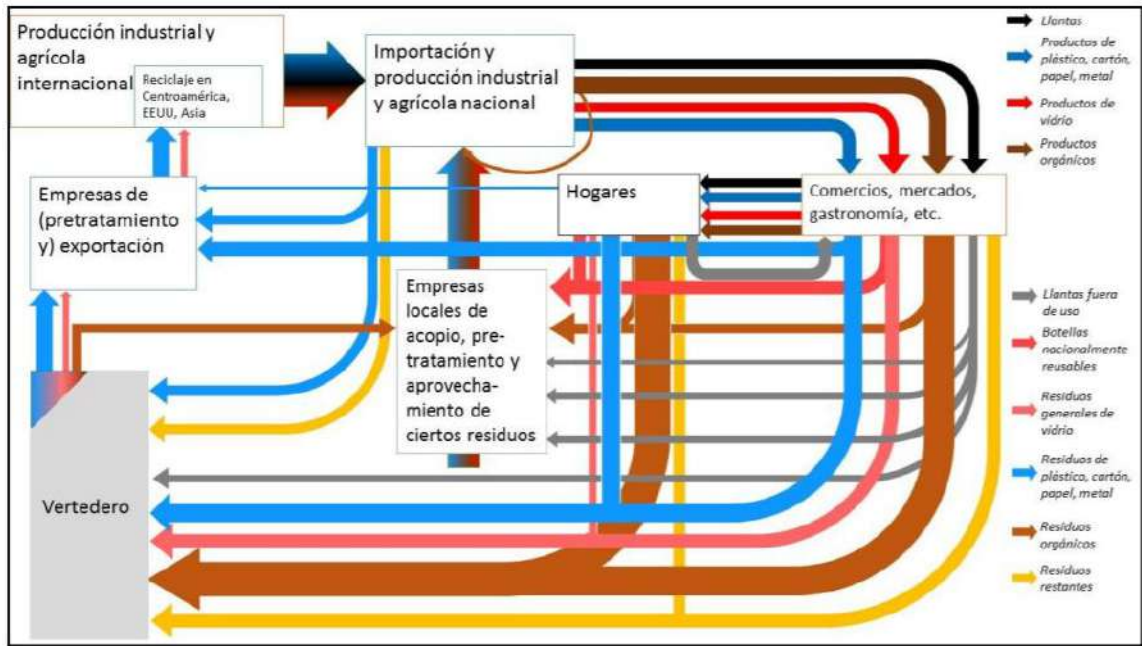 Producción industrial y
agrícola
internacional
Reciclaje en
Centroamérica,
EEUU, Asia
Importación y
producción industrial
y agrícola nacional
Llantas
Productos de
plástico, cartón,
papel, metal
Productos de
vidrio
Productos
orgánicos
Empresas de
(pretratamiento
y) exportación
Hogares
Comercios, mercados,
gastronomía, etc.
Empresas
locales de
acopio, pre-
tratamiento y
aprovecha-
miento de
ciertos residuos
Vertedero
Llantas fuera
de uso
Botellas
nacionalmente
reusables
Residuos
generales de
vidrio
Residuos de
plástico, cartón,
papel, metal
Residuos
orgánicos
Residuos
restantes